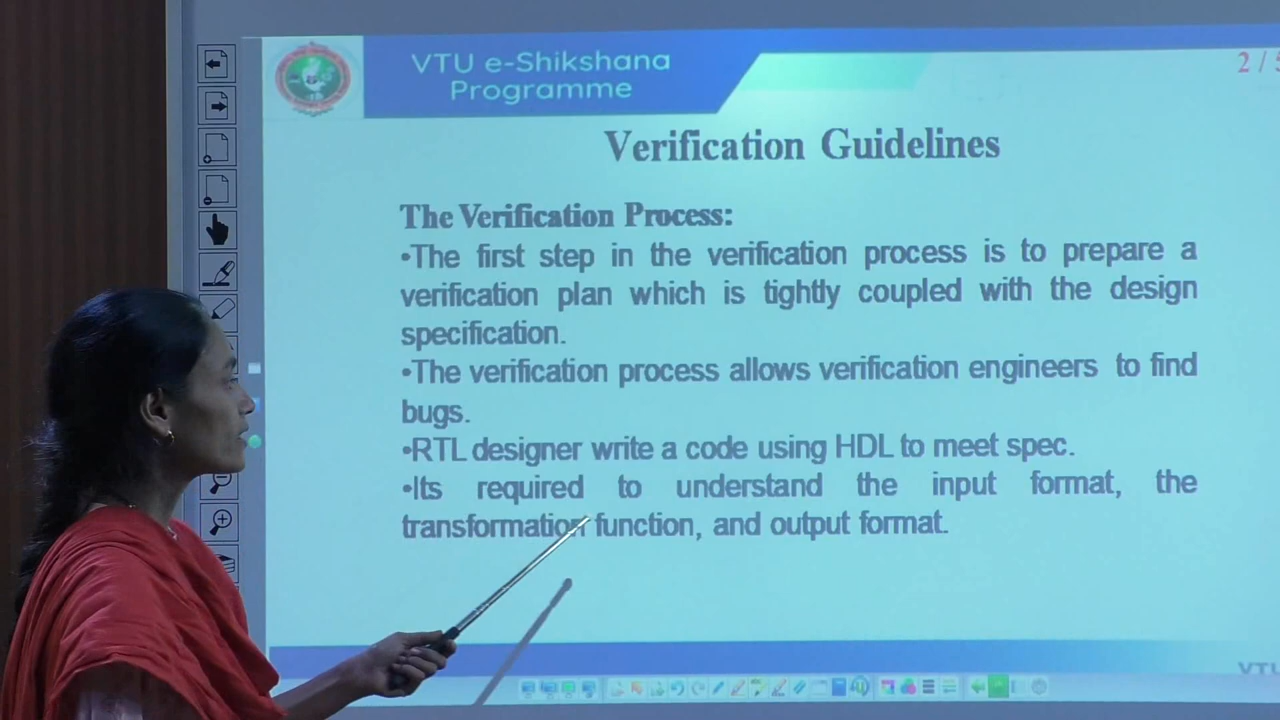 VTU e-Shikshana
Programme
2 / 5
Verification Guidelines
The Verification Process:
•The first step in the verification process is to prepare a
verification plan which is tightly coupled with the design
specification.
•The verification process allows verification engineers to find
bugs.
•RTL designer write a code using HDL to meet spec.
•Its required to understand the input format, the
transformation function, and output format.
VTU